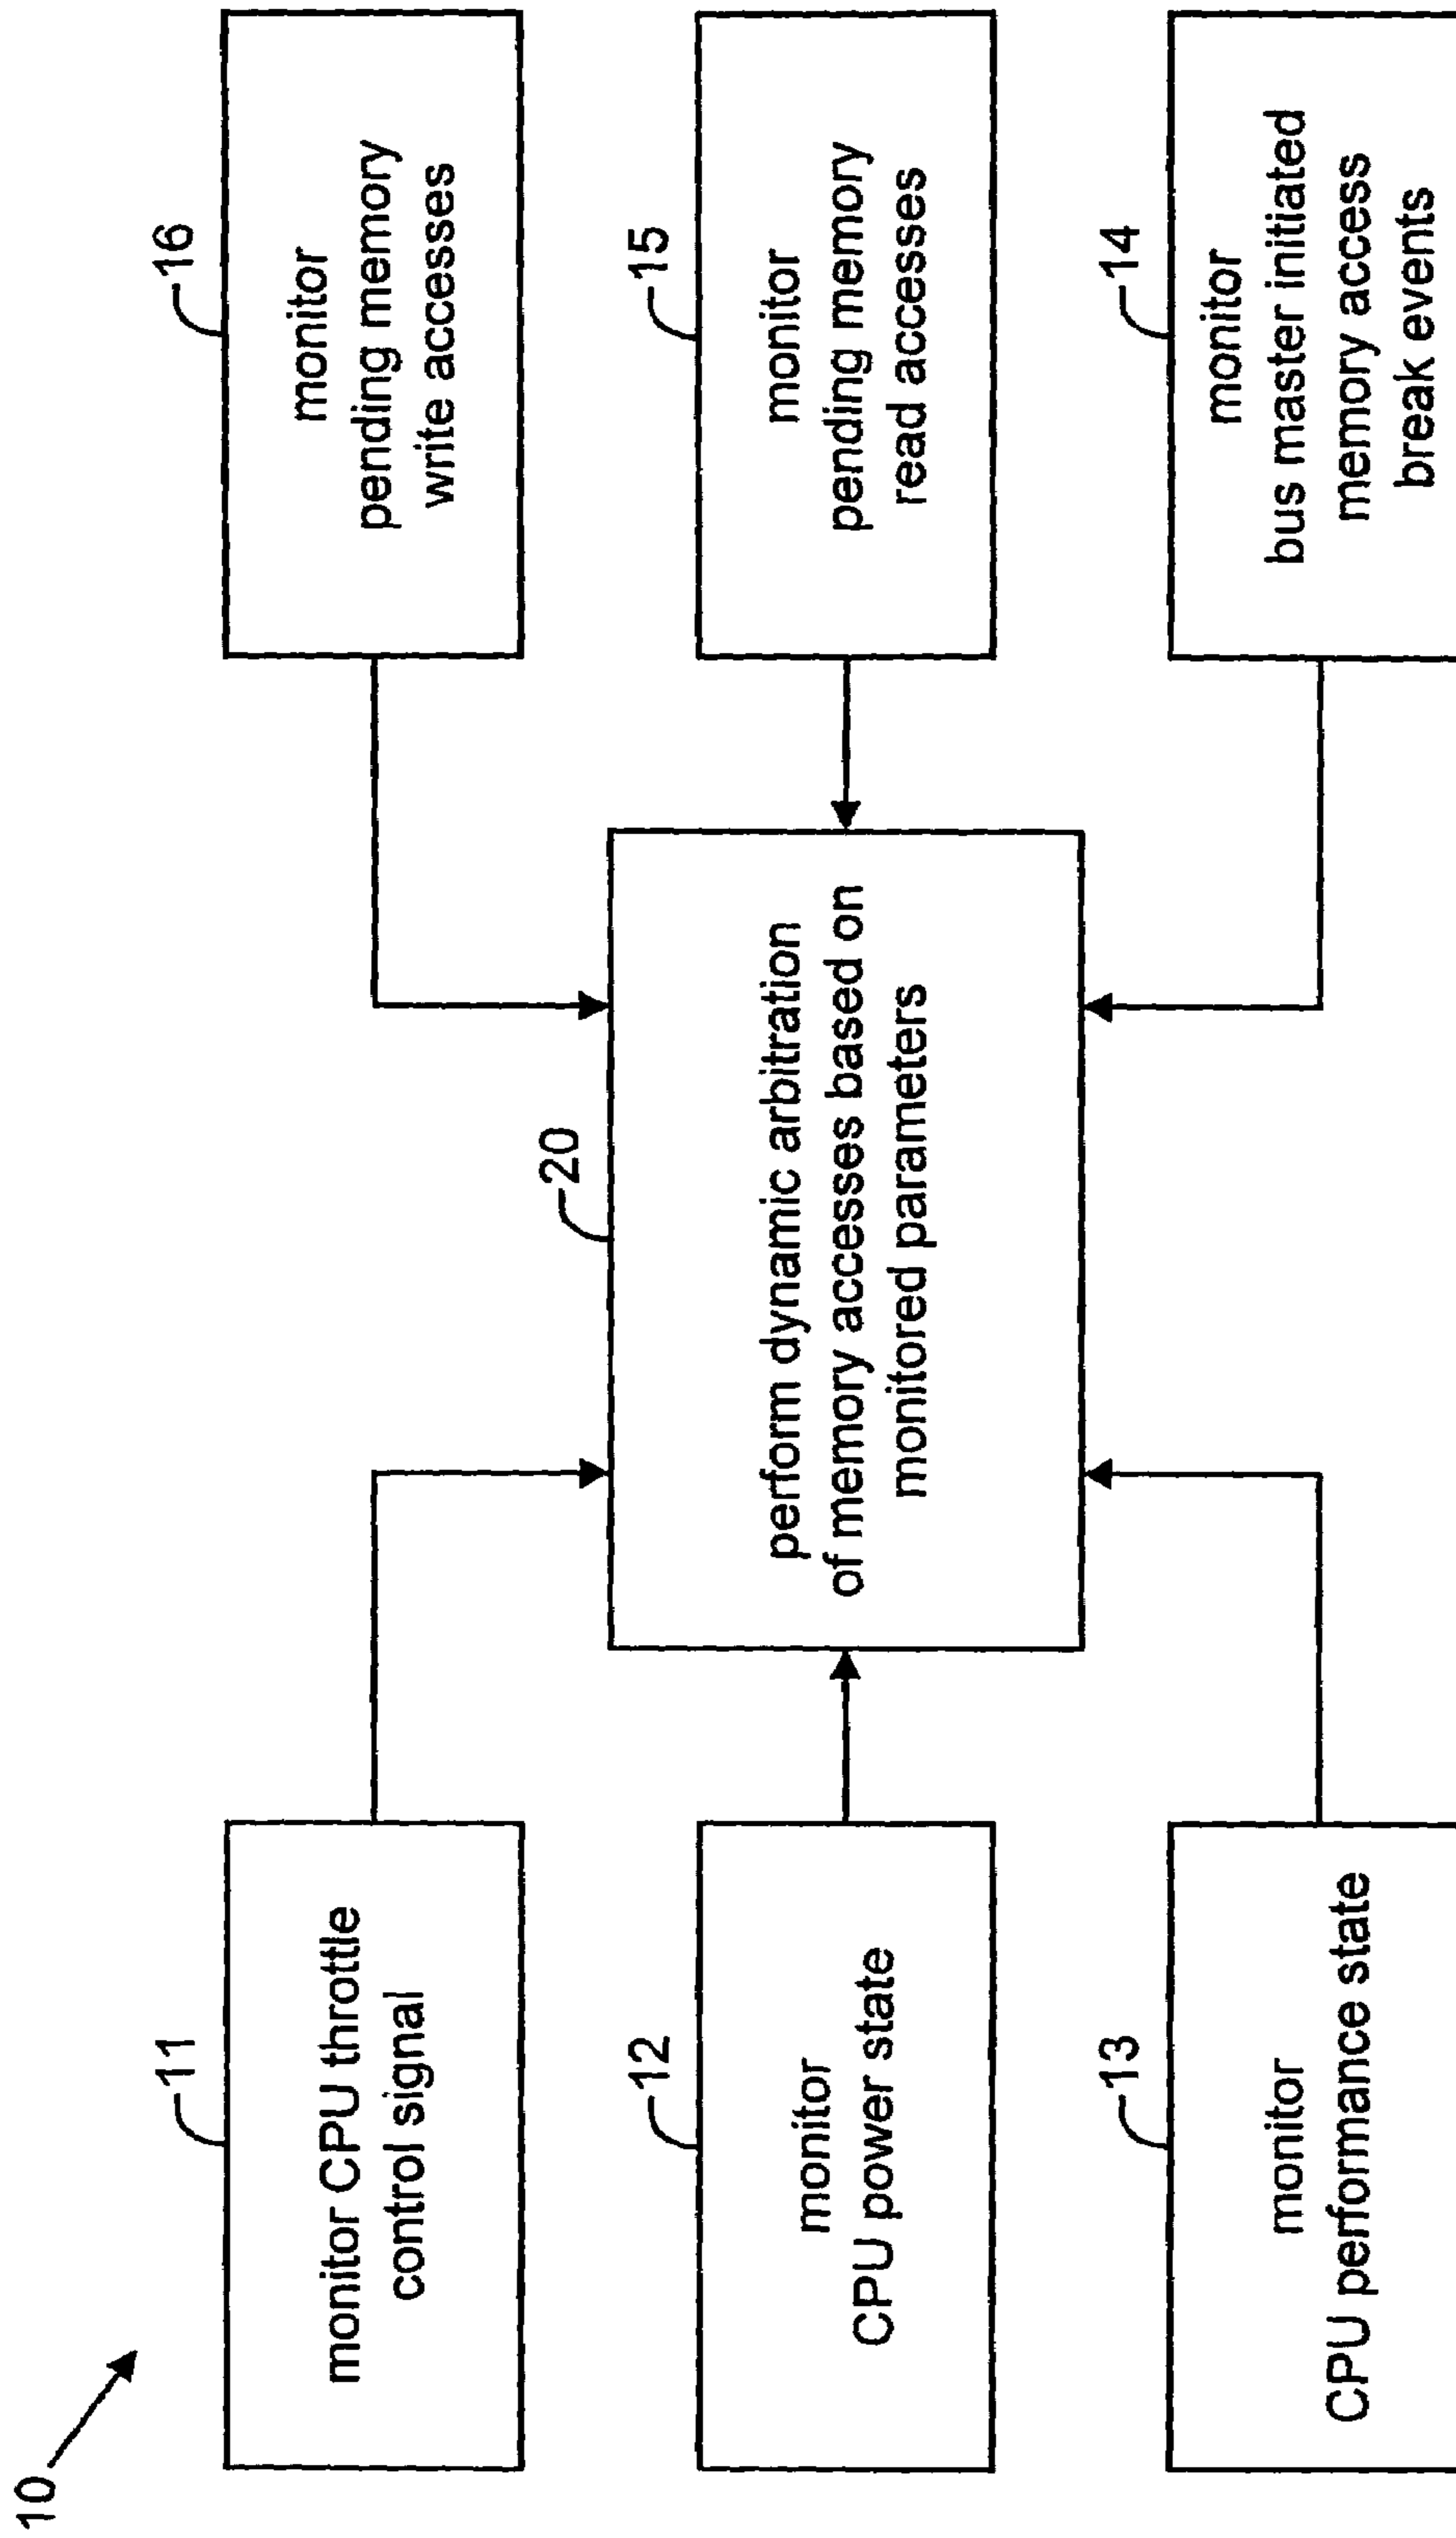 10
11
monitor CPU throttle
control signal
12
monitor
CPU power state
13
monitor
CPU performance state
20
perform dynamic arbitration
of memory accesses based on
monitored parameters
16
monitor
pending memory
write accesses
15
monitor
pending memory
read accesses
14
monitor
bus master initiated
memory access
break events